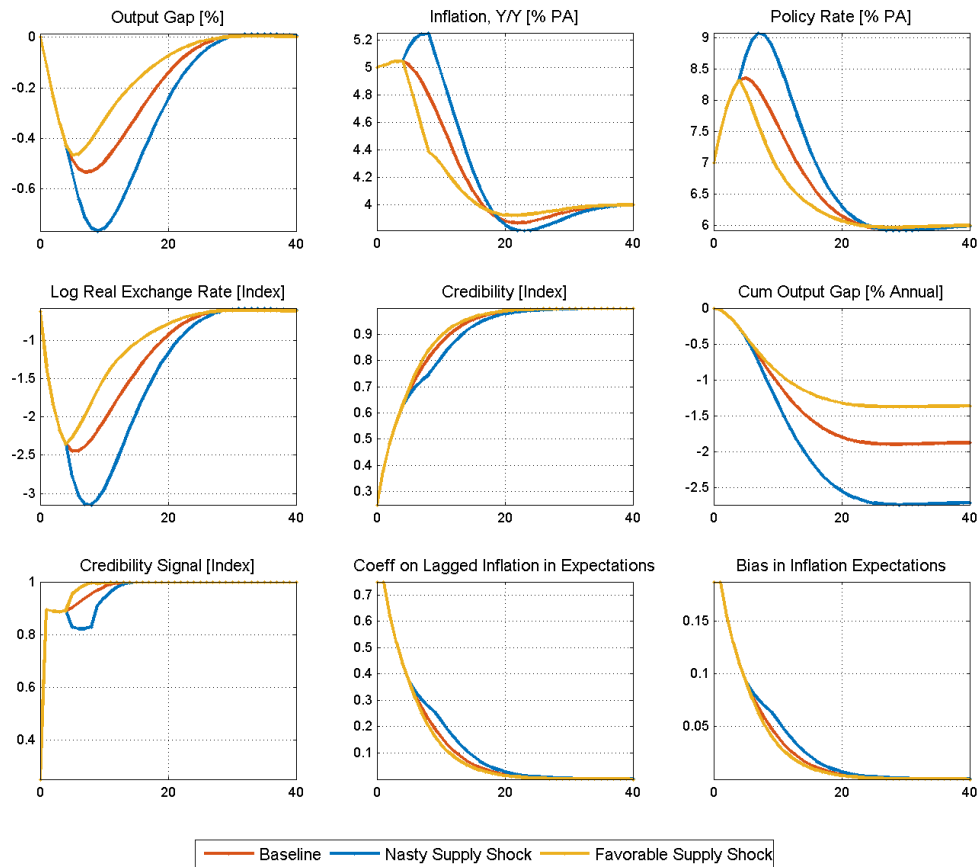 Output Gap [%]
0
-0.2
-0.4
-0.6
0 20 40
Inflation, Y/Y [% PA]
5.2
5
4.8
4.6
4.4
4.2
4
0 20 40
Policy Rate [% PA]
9
8.5
8
7.5
7
6.5
6
0 20 40
Log Real Exchange Rate [Index]
-1
-1.5
-2
-2.5
-3
0 20 40
Credibility [Index]
0.9
0.8
0.7
0.6
0.5
0.4
0.3
0 20 40
Cum Output Gap [% Annual]
0
-0.5
-1
-1.5
-2
-2.5
0 20 40
Credibility Signal [Index]
1
0.8
0.6
0.4
0 20 40
Coeff on Lagged Inflation in Expectations
0.7
0.6
0.5
0.4
0.3
0.2
0.1
0 20 40
Bias in Inflation Expectations
0.15
0.1
0.05
0 20 40
Baseline Nasty Supply Shock Favorable Supply Shock